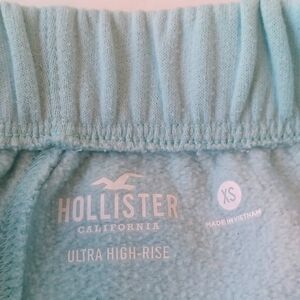 HOLLISTER
CALIFORNIA
ULTRA HIGH-RISE
XS
MADE IN VIETNAM